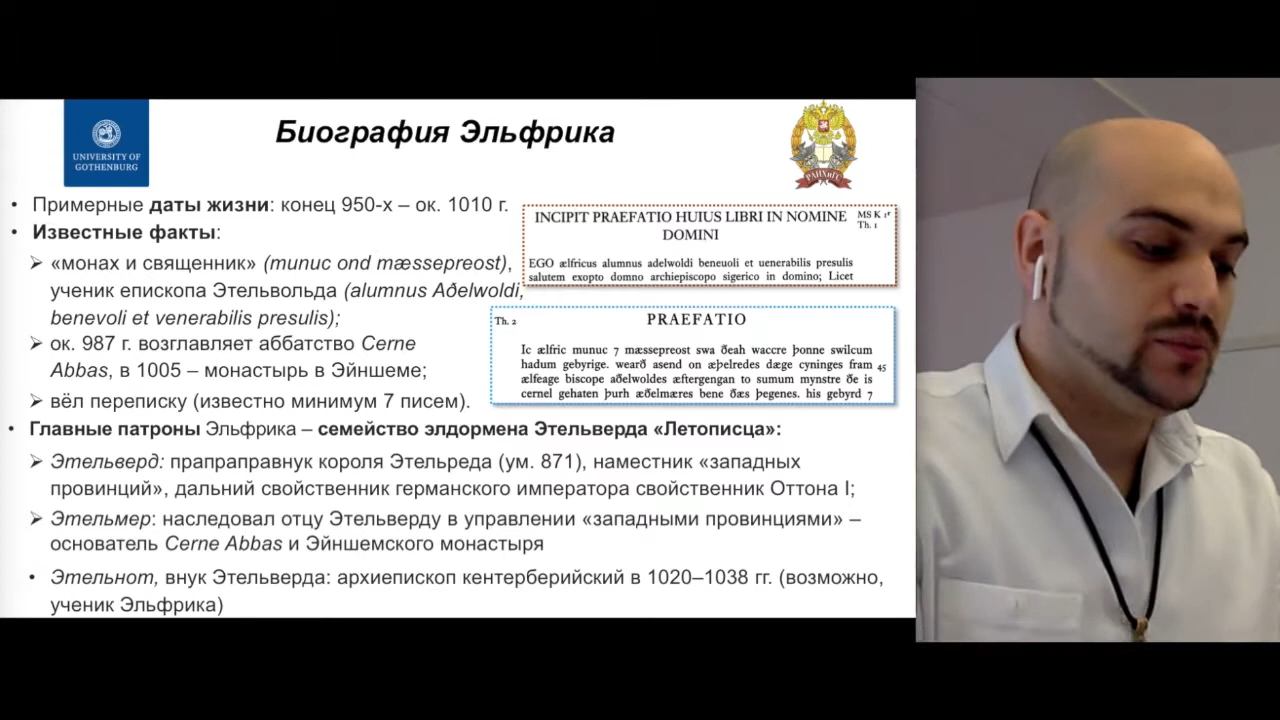 UNIVERSITY OF
GOTHENBURG
Биография Эльфрика
РАНХиГС
• Примерные даты жизни: конец 950-х – ок. 1010 г.
• Известные факты:
➢ «монах и священник» (munuc ond mæssepreost),
ученик епископа Этельвольда (alumnus Aðelwoldi,
benevoli et venerabilis presulis);
➢ ок. 987 г. возглавляет аббатство Cerne
Abbas, в 1005 – монастырь в Эйншеме;
➢ вёл переписку (известно минимум 7 писем).
INCIPIT PRAEFATIO HUIUS LIBRI IN NOMINE
DOMINI
MS K 1ʳ
Th. 1
EGO ælfricus alumnus adelwoldi beneuoli et uenerabilis presulis
salutem exopto domno archiepiscopo sigerico in domino; Licet
Th. 2
PRAEFATIO
Ic ælfric munuc 7 mæssepreost swa ðeah waccre þonne swilcum
hadum gebyrige. wearð asend on æþelredes dæge cyninges fram 45
ælfeage biscope aðelwoldes æftergengan to sumum mynstre ðe is
cernel gehaten þurh æðelmæres bene ðæs þegenes. his gebyrd 7
• Главные патроны Эльфрика – семейство элдормена Этельверда «Летописца»:
➢ Этельверд: прапраправнук короля Этельреда (ум. 871), наместник «западных
провинций», дальний свойственник германского императора свойственник Оттона I;
➢ Этельмер: наследовал отцу Этельверду в управлении «западными провинциями» –
основатель Cerne Abbas и Эйншемского монастыря
• Этельнот, внук Этельверда: архиепископ кентерберийский в 1020–1038 гг. (возможно,
ученик Эльфрика)